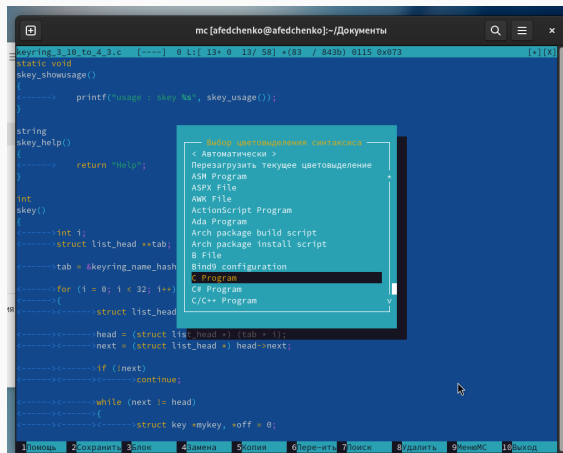 mc [afedchenko@afedchenko]:~/Документы
keyring_3_10_to_4_3.c [----] 0 L:[ 13+ 0 13/ 58] *(83 / 843b) 0115 0x073 [*][X]
static void
skey_showusage()
{
<------> printf("usage : skey %s", skey_usage());
}
string
skey_help()
{
<------> return "Help";
}
int
skey()
{
<------>int i;
<------>struct list_head **tab;
<------>tab = &keyring_name_hash
<------>for (i = 0; i < 32; i++)
<------>{
<------><------>struct list_head
<------><------>head = (struct list_head *) (tab + i);
<------><------>next = (struct list_head *) head->next;
<------><------>if (!next)
<------><------><------>continue;
<------><------>while (next != head)
<------><------>{
<------><------><------>struct key *mykey, *off = 0;
Выбор цветовыделения синтаксиса
< Автоматически >
Перезагрузить текущее цветовыделение
ASM Program
ASPX File
AWK File
ActionScript Program
Ada Program
Arch package build script
Arch package install script
B File
Bind9 configuration
C Program
C# Program
C/C++ Program
1Помощь 2Сохранить 3Блок 4Замена 5Копия 6Пере-ить 7Поиск 8Удалить 9МенюМС 10Выход